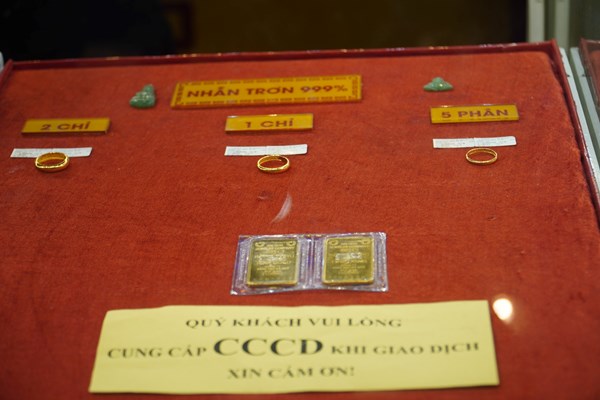 NHẪN TRƠN 999%
2 CHỈ
1 CHỈ
5 PHÂN
QUÝ KHÁCH VUI LÒNG
CUNG CẤP CCCD KHI GIAO DỊCH
XIN CẢM ƠN!